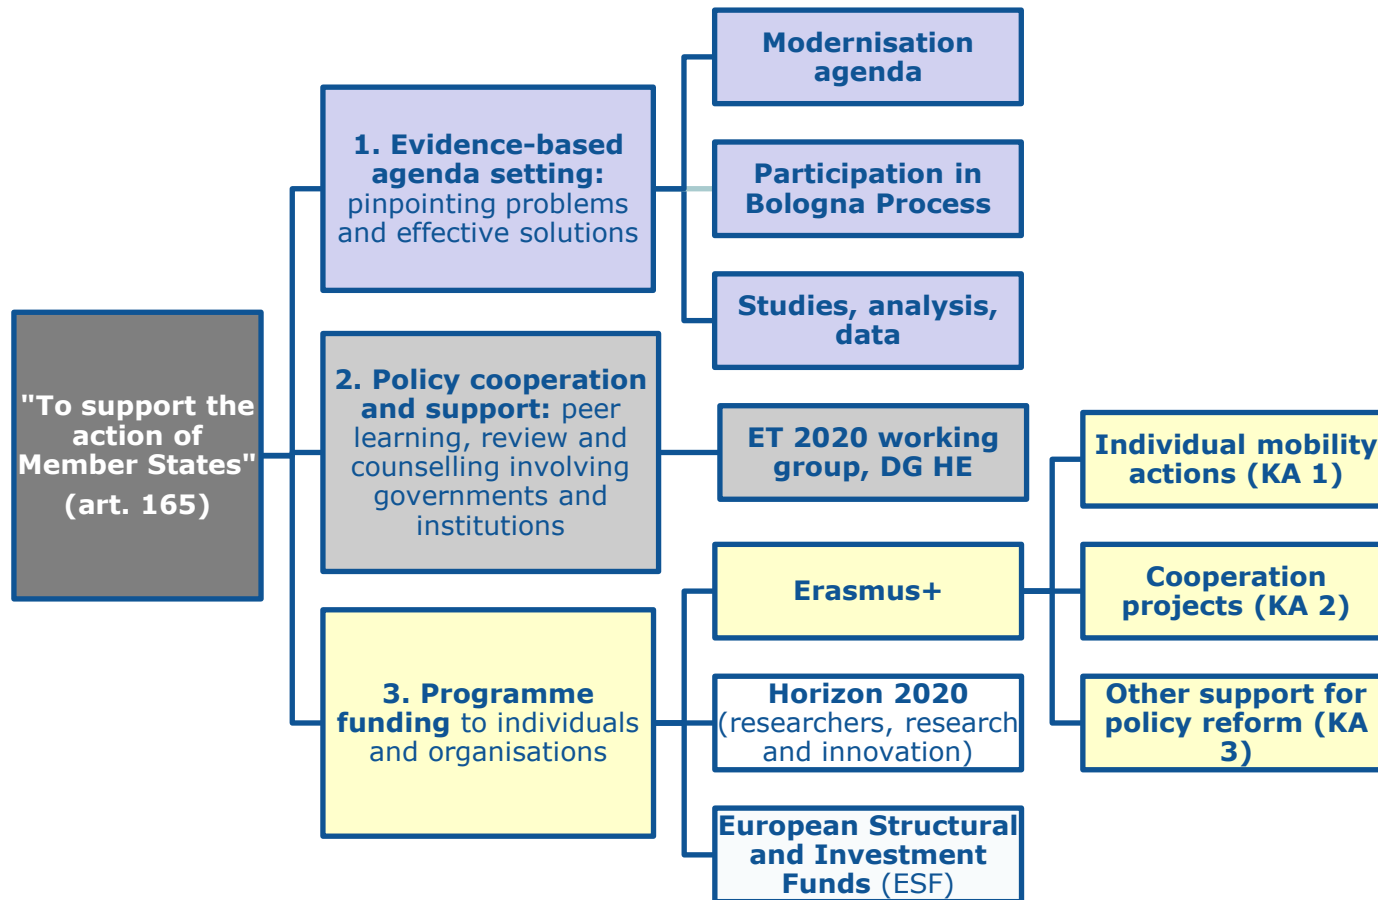 "To support the
action of
Member States"
(art. 165)
1. Evidence-based
agenda setting:
pinpointing problems
and effective solutions
Modernisation
agenda
Participation in
Bologna Process
Studies, analysis,
data
2. Policy cooperation
and support: peer
learning, review and
counselling involving
governments and
institutions
ET 2020 working
group, DG HE
3. Programme
funding to individuals
and organisations
Erasmus+
Individual mobility
actions (KA 1)
Cooperation
projects (KA 2)
Other support for
policy reform (KA
3)
Horizon 2020
(researchers, research
and innovation)
European Structural
and Investment
Funds (ESF)